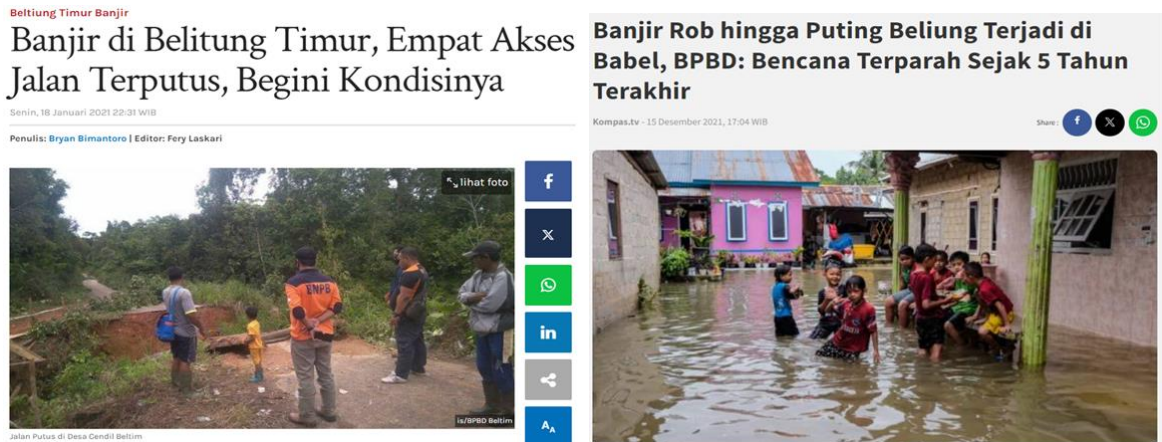 Beltiung Timur Banjir
Banjir di Belitung Timur, Empat Akses
Jalan Terputus, Begini Kondisinya
Senin, 18 Januari 2021 22:31 WIB
Penulis: Bryan Bimantoro | Editor: Fery Laskari
lihat foto
BNPB
is/BPBD Beltim
Jalan Putus di Desa Cendil Beltim
Banjir Rob hingga Puting Beliung Terjadi di
Babel, BPBD: Bencana Terparah Sejak 5 Tahun
Terakhir
Kompas.tv - 15 Desember 2021, 17:04 WIB
Share :